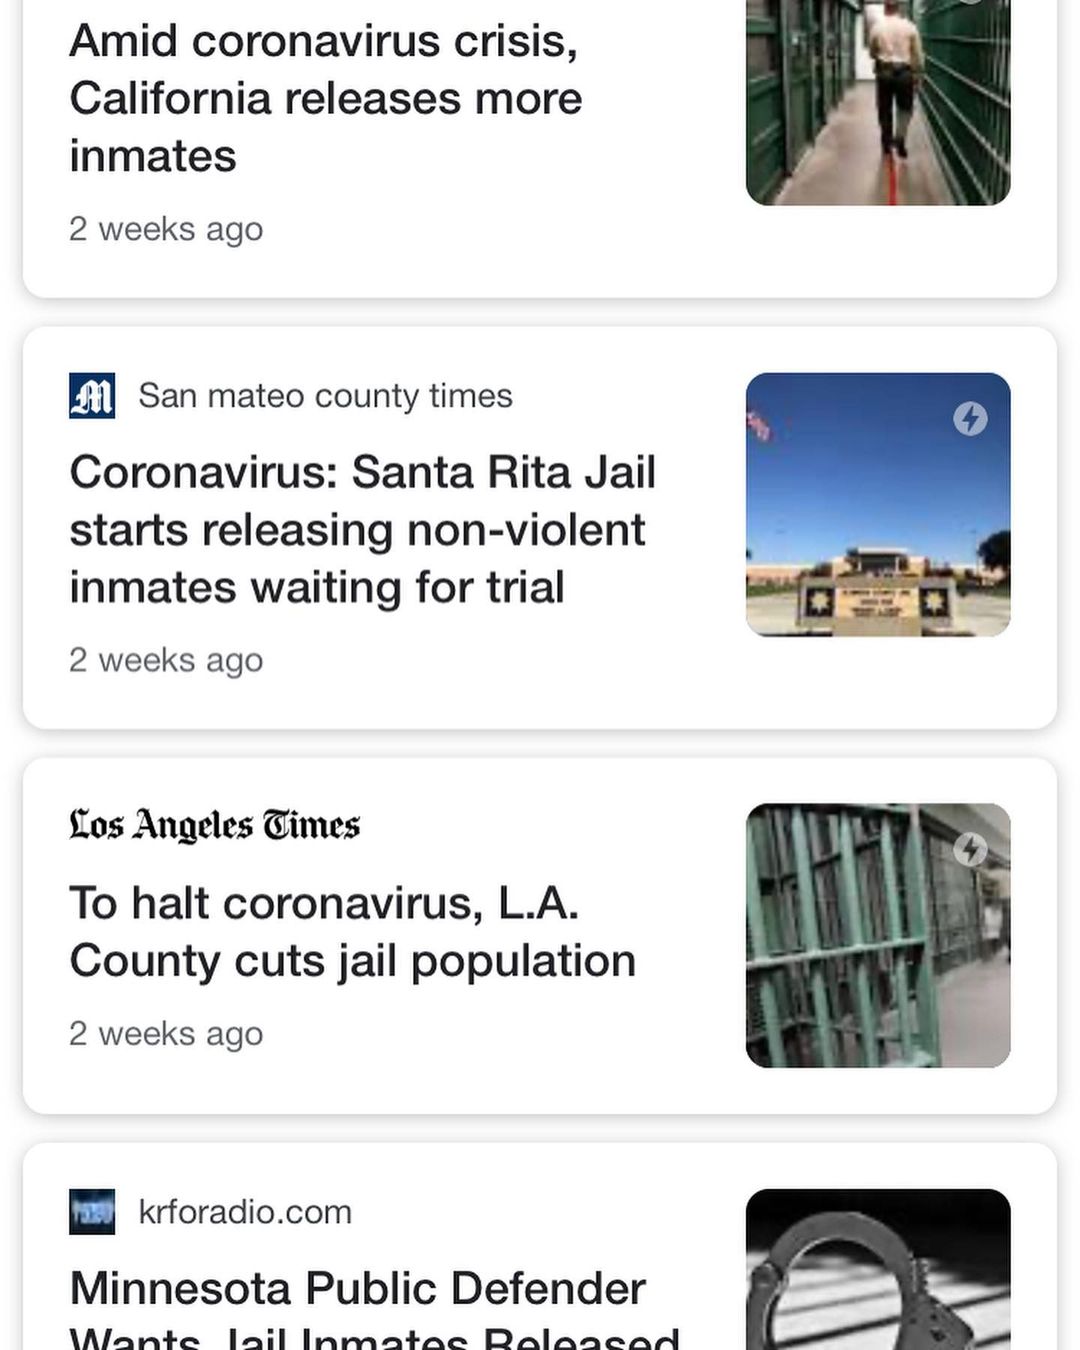 Amid coronavirus crisis,
California releases more
inmates
2 weeks ago
San mateo county times
Coronavirus: Santa Rita Jail
starts releasing non-violent
inmates waiting for trial
2 weeks ago
Los Angeles Times
To halt coronavirus, L.A.
County cuts jail population
2 weeks ago
krforadio.com
Minnesota Public Defender
Wants Jail Inmates Released